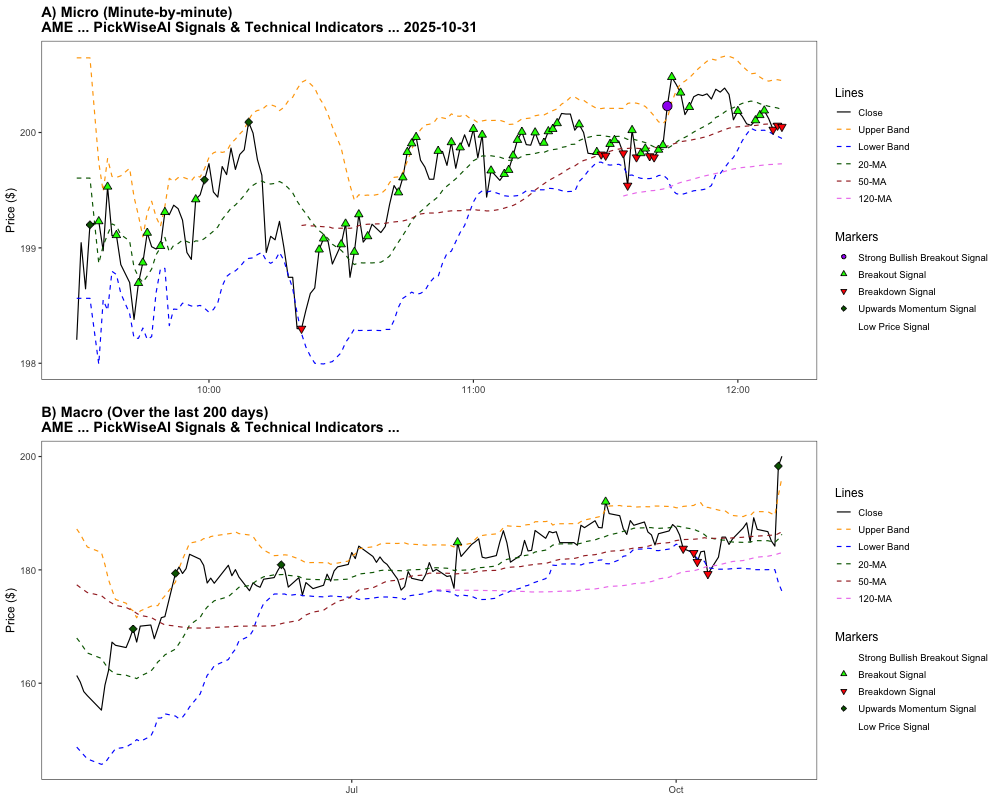 A) Micro (Minute-by-minute)
AME ... PickWiseAI Signals & Technical Indicators ... 2025-10-31
Price ($)
200
199
198
10:00
11:00
12:00
Lines
Close
Upper Band
Lower Band
20-MA
50-MA
120-MA
Markers
Strong Bullish Breakout Signal
Breakout Signal
Breakdown Signal
Upwards Momentum Signal
Low Price Signal
B) Macro (Over the last 200 days)
AME ... PickWiseAI Signals & Technical Indicators ...
Price ($)
200
180
160
Jul
Oct
Lines
Close
Upper Band
Lower Band
20-MA
50-MA
120-MA
Markers
Strong Bullish Breakout Signal
Breakout Signal
Breakdown Signal
Upwards Momentum Signal
Low Price Signal